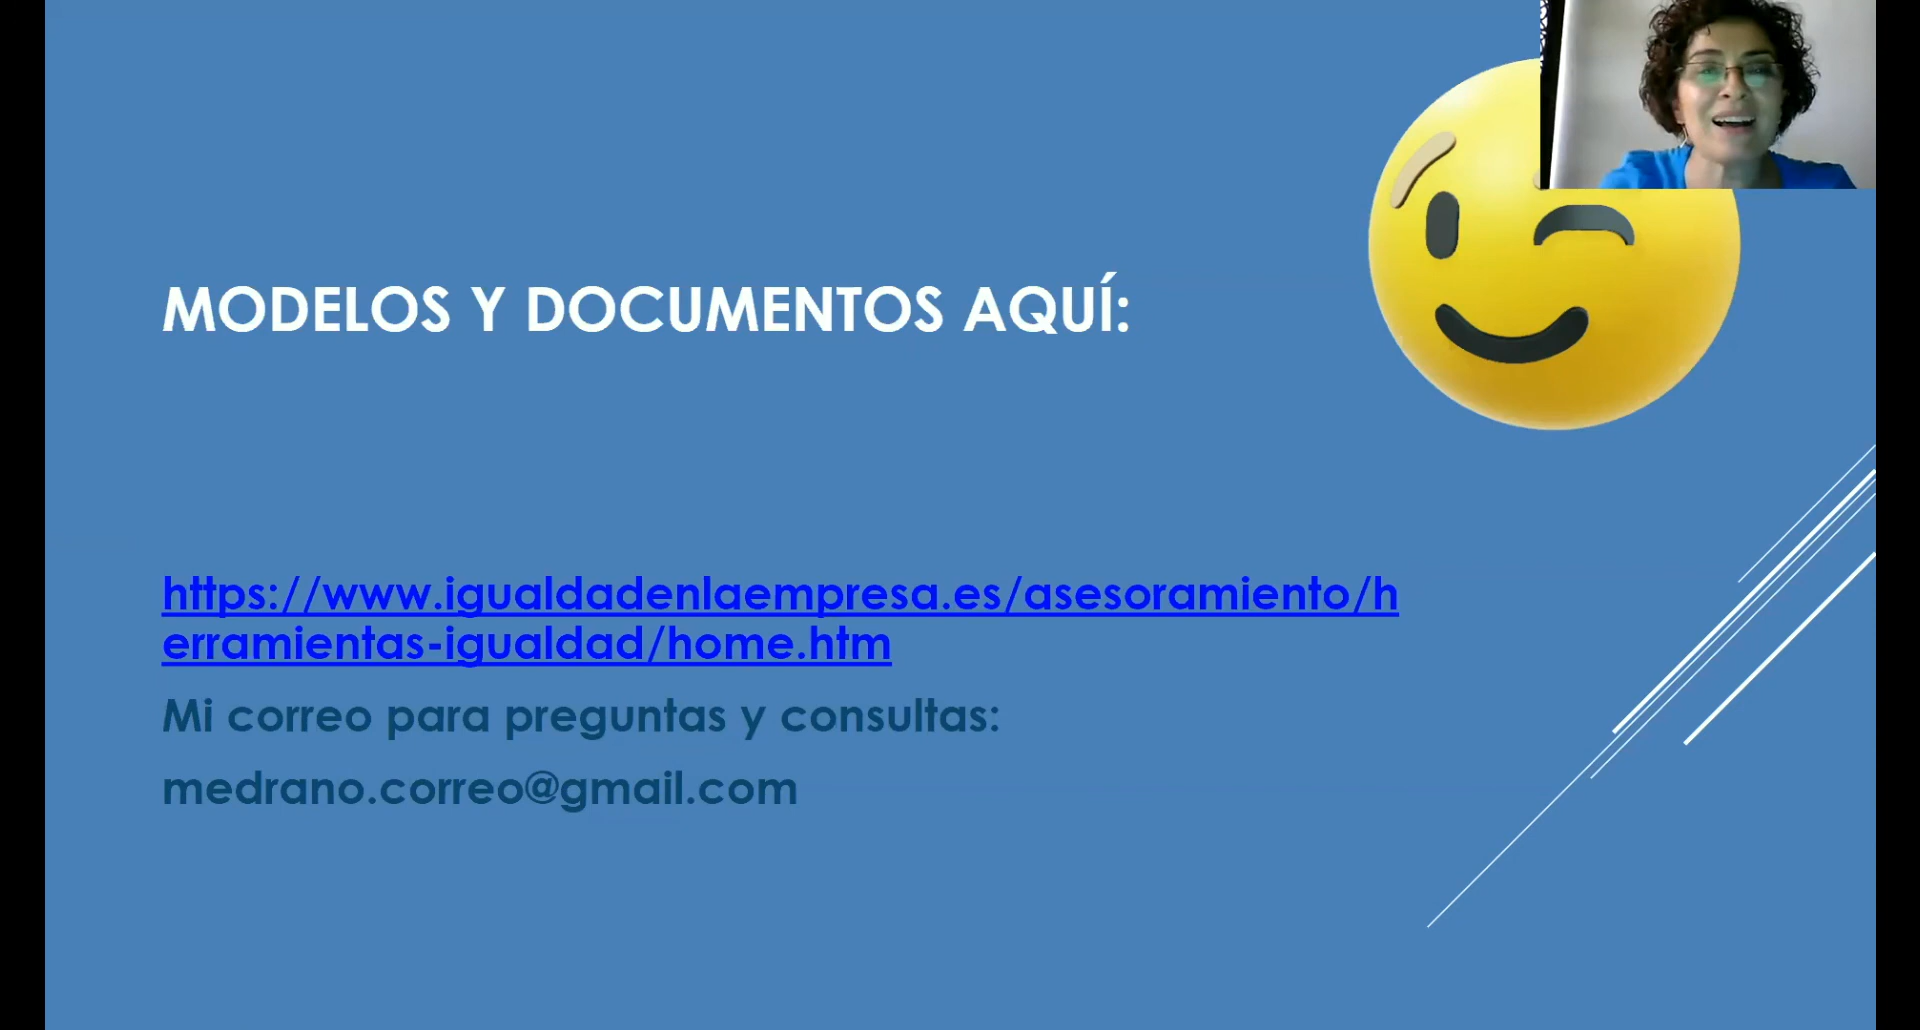 MODELOS Y DOCUMENTOS AQUÍ:
https://www.igualdadenlaempresa.es/asesoramiento/h
erramientas-igualdad/home.htm
Mi correo para preguntas y consultas:
medrano.correo@gmail.com